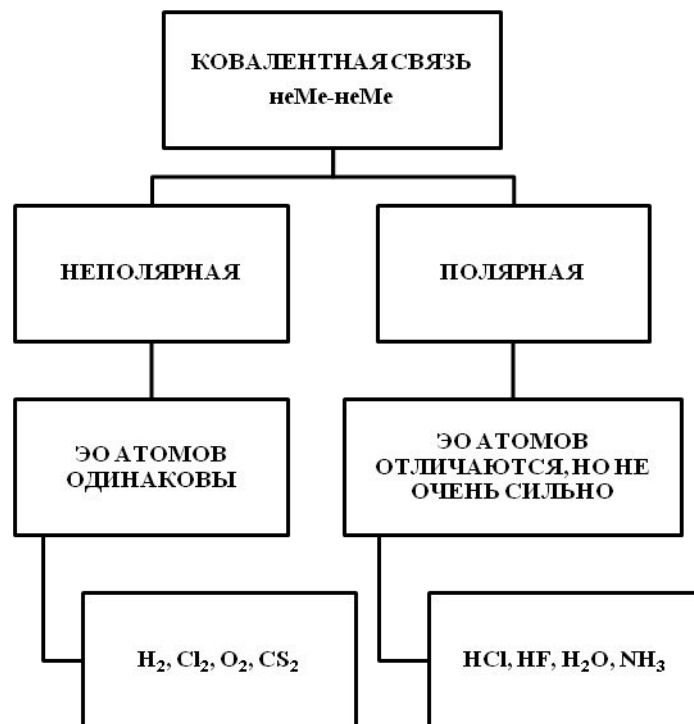 КОВАЛЕНТНАЯ СВЯЗЬ
неМе-неМе
НЕПОЛЯРНАЯ
ПОЛЯРНАЯ
ЭО АТОМОВ
ОДИНАКОВЫ
ЭО АТОМОВ
ОТЛИЧАЮТСЯ, НО НЕ
ОЧЕНЬ СИЛЬНО
H₂, Cl₂, O₂, CS₂
HCl, HF, H₂O, NH₃